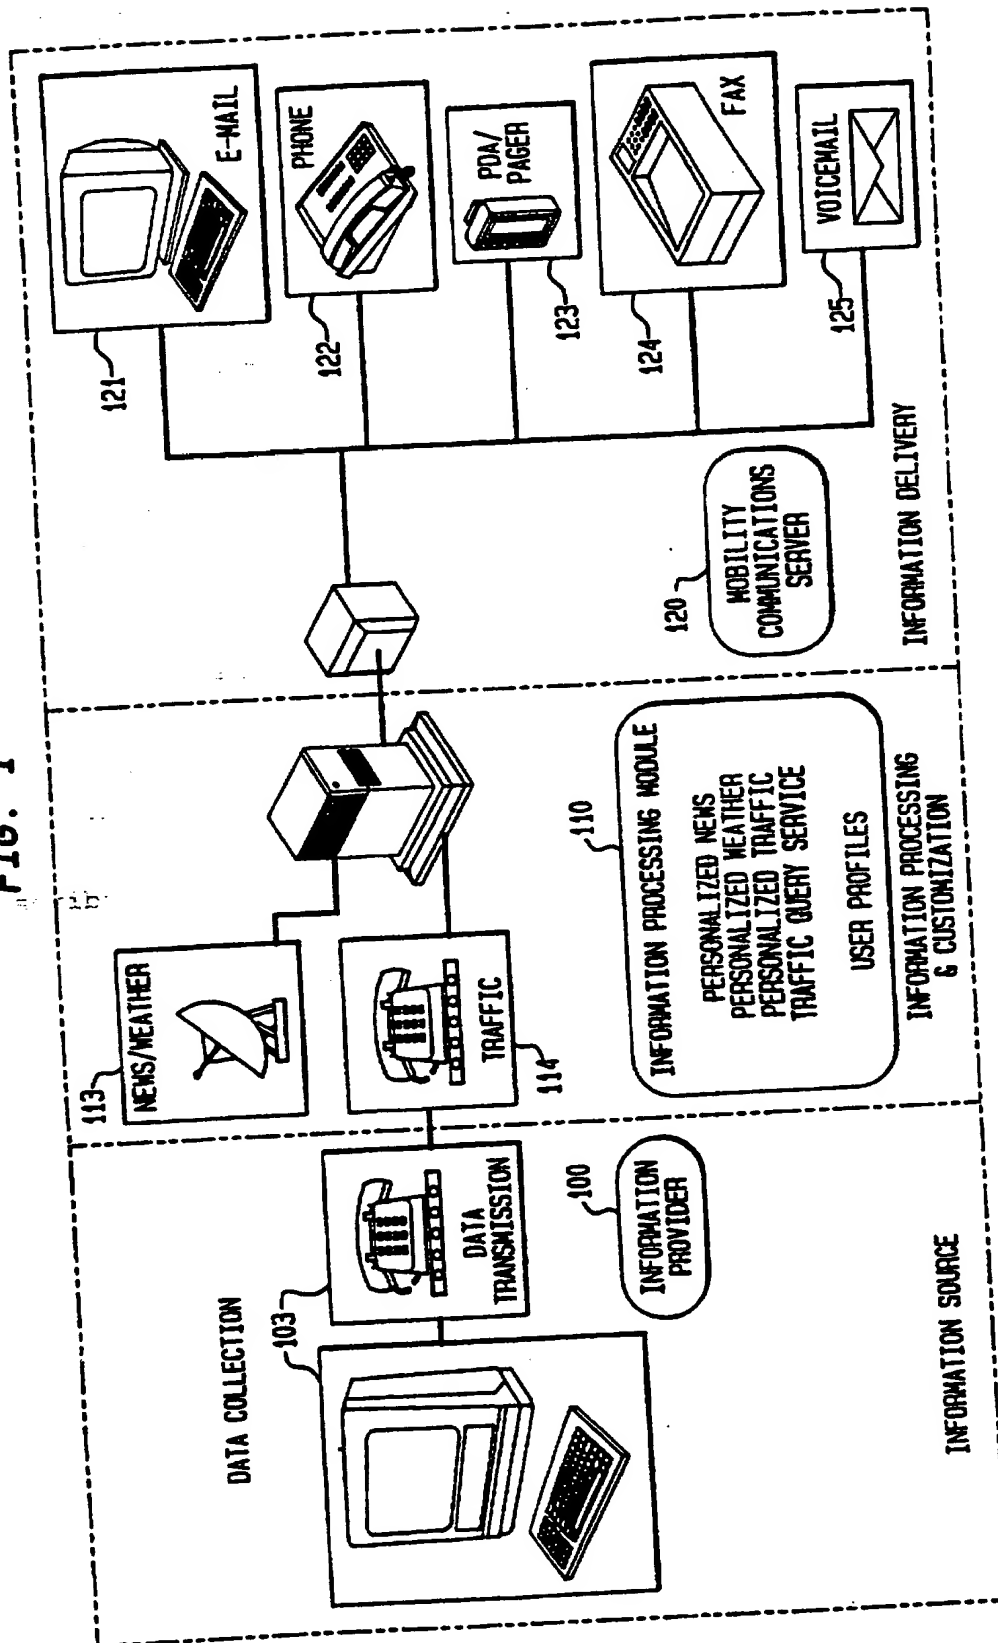 FIG. 1
DATA COLLECTION
103
DATA
TRANSMISSION
100
INFORMATION
PROVIDER
INFORMATION SOURCE
113
NEWS/WEATHER
TRAFFIC
114
110
INFORMATION PROCESSING MODULE
PERSONALIZED NEWS
PERSONALIZED WEATHER
PERSONALIZED TRAFFIC
TRAFFIC QUERY SERVICE
USER PROFILES
INFORMATION PROCESSING
& CUSTOMIZATION
120
MOBILITY
COMMUNICATIONS
SERVER
INFORMATION DELIVERY
121
E-MAIL
122
PHONE
123
PDA/
PAGER
124
FAX
125
VOICEMAIL